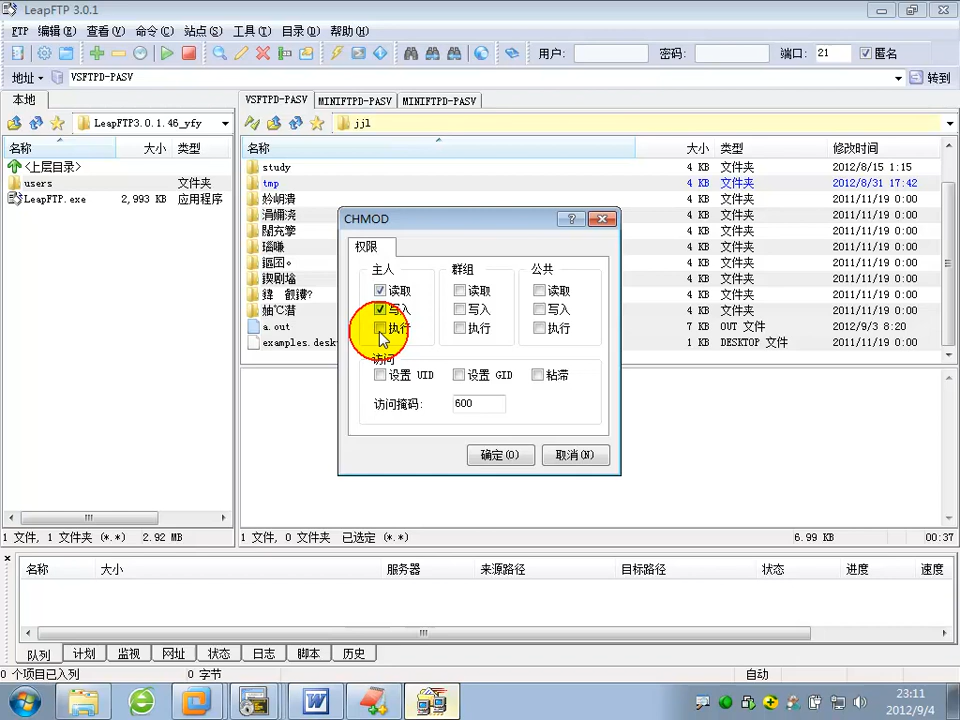 LeapFTP 3.0.1
FTP 编辑(E) 查看(V) 命令(C) 站点(S) 工具(T) 目录(D) 帮助(H)
用户: 密码: 端口: 21 匿名
地址 VSFTPD-PASV 转到
本地
LeapFTP3.0.1.46_yfy
名称 大小 类型
<上层目录>
users 文件夹
LeapFTP.exe 2,993 KB 应用程序
1 文件, 1 文件夹 (*.*) 2.92 MB
VSFTPD-PASV MINIFTPD-PASV MINIFTPD-PASV
jjl
名称 大小 类型 修改时间
study 4 KB 文件夹 2012/8/15 1:15
tmp 4 KB 文件夹 2012/8/31 17:42
4 KB 文件夹 2011/11/19 0:00
4 KB 文件夹 2011/11/19 0:00
4 KB 文件夹 2011/11/19 0:00
4 KB 文件夹 2011/11/19 0:00
4 KB 文件夹 2011/11/19 0:00
4 KB 文件夹 2011/11/19 0:00
4 KB 文件夹 2011/11/19 0:00
4 KB 文件夹 2011/11/19 0:00
a.out 7 KB OUT 文件 2012/9/3 8:20
examples.desk 1 KB DESKTOP 文件 2011/11/19 0:00
CHMOD
权限
主人 群组 公共
读取 读取 读取
写入 写入 写入
执行 执行 执行
访问
设置 UID 设置 GID 粘滞
访问掩码: 600
确定(O) 取消(N)
1 文件, 0 文件夹 已选定 (*.*) 6.99 KB 00:37
名称 大小 服务器 来源路径 目标路径 状态 进度 速度
队列 计划 监视 网址 状态 日志 脚本 历史
0 个项目已入列 0 字节 自动
23:11
2012/9/4